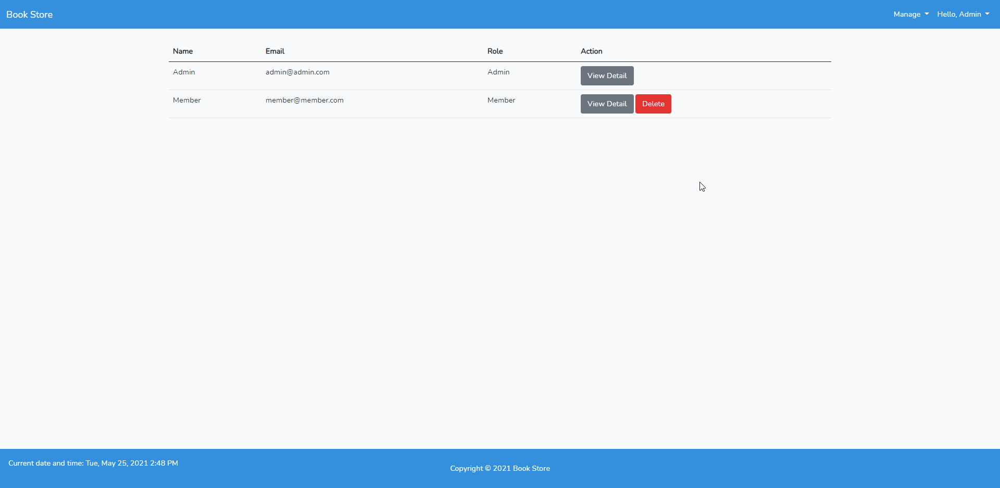 Book Store Manage Hello, Admin
Name Email Role Action
Admin admin@admin.com Admin View Detail
Member member@member.com Member View Detail Delete
Current date and time: Tue, May 25, 2021 2:48 PM
Copyright © 2021 Book Store